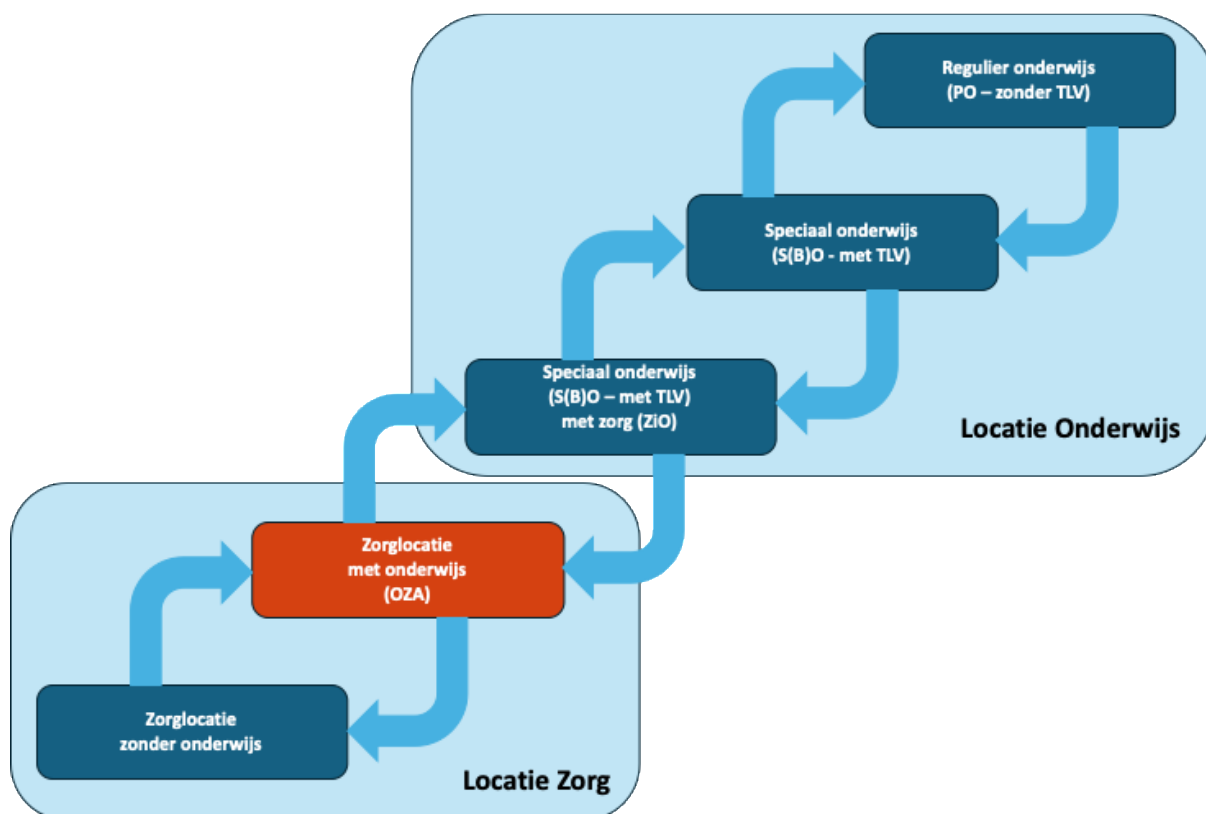 Regulier onderwijs
(PO – zonder TLV)
Speciaal onderwijs
(S(B)O - met TLV)
Speciaal onderwijs
(S(B)O – met TLV)
met zorg (ZiO)
Locatie Onderwijs
Zorglocatie
met onderwijs
(OZA)
Zorglocatie
zonder onderwijs
Locatie Zorg